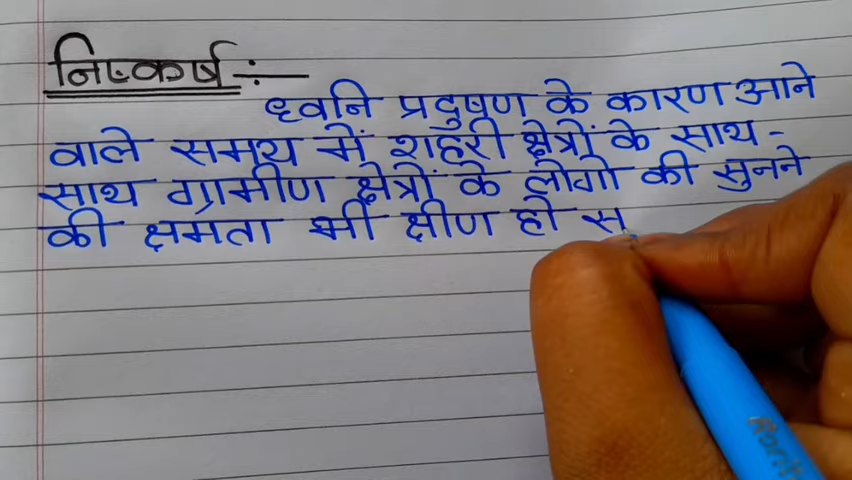 निष्कर्ष :—
ध्वनि प्रदुषण के कारण आने
वाले समय में शहरी क्षेत्रों के साथ -
साथ ग्रामीण क्षेत्रों के लोगो की सुनने
की क्षमता भी क्षीण हो स